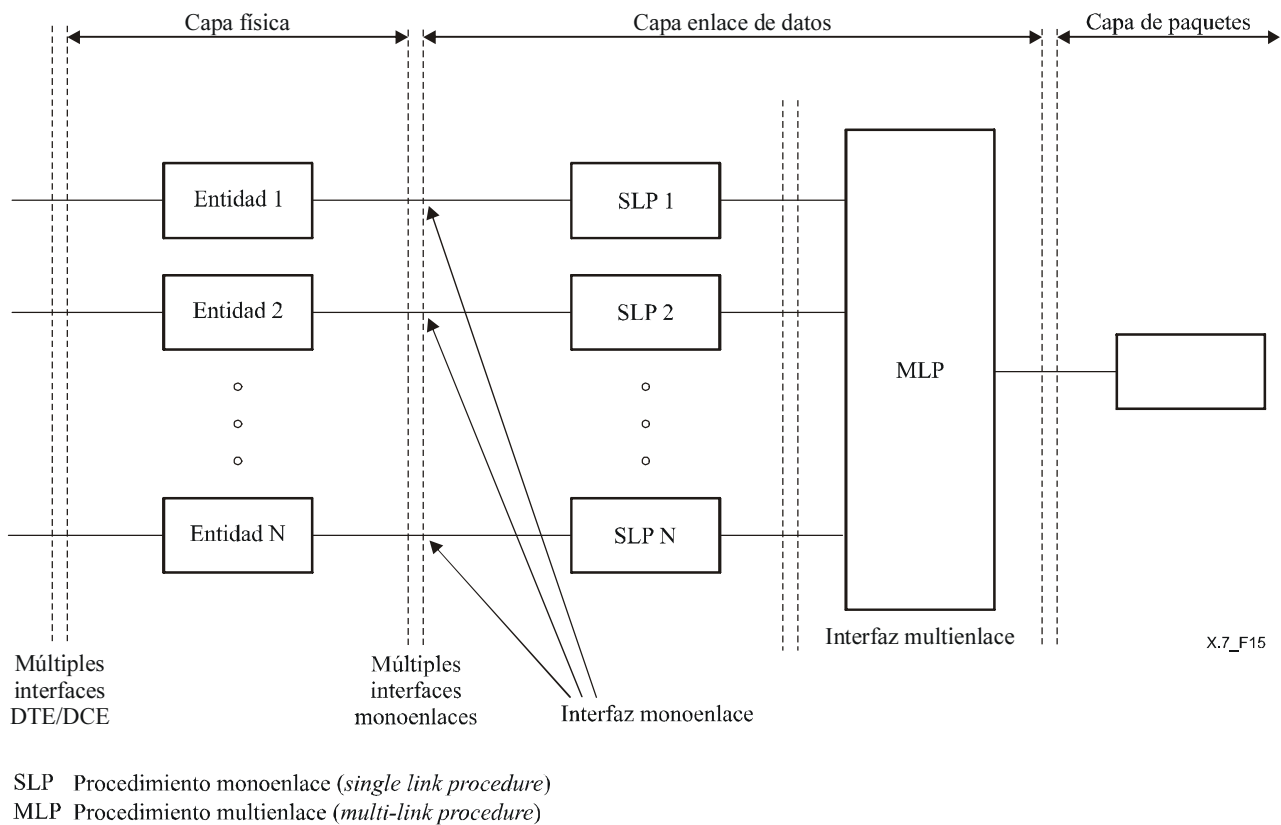 Capa física
Capa enlace de datos
Capa de paquetes
Entidad 1
SLP 1
Entidad 2
SLP 2
MLP
Entidad N
SLP N
Interfaz multienlace
X.7_F15
Múltiples
interfaces
DTE/DCE
Múltiples
interfaces
monoenlaces
Interfaz monoenlace
SLP Procedimiento monoenlace (single link procedure)
MLP Procedimiento multienlace (multi-link procedure)